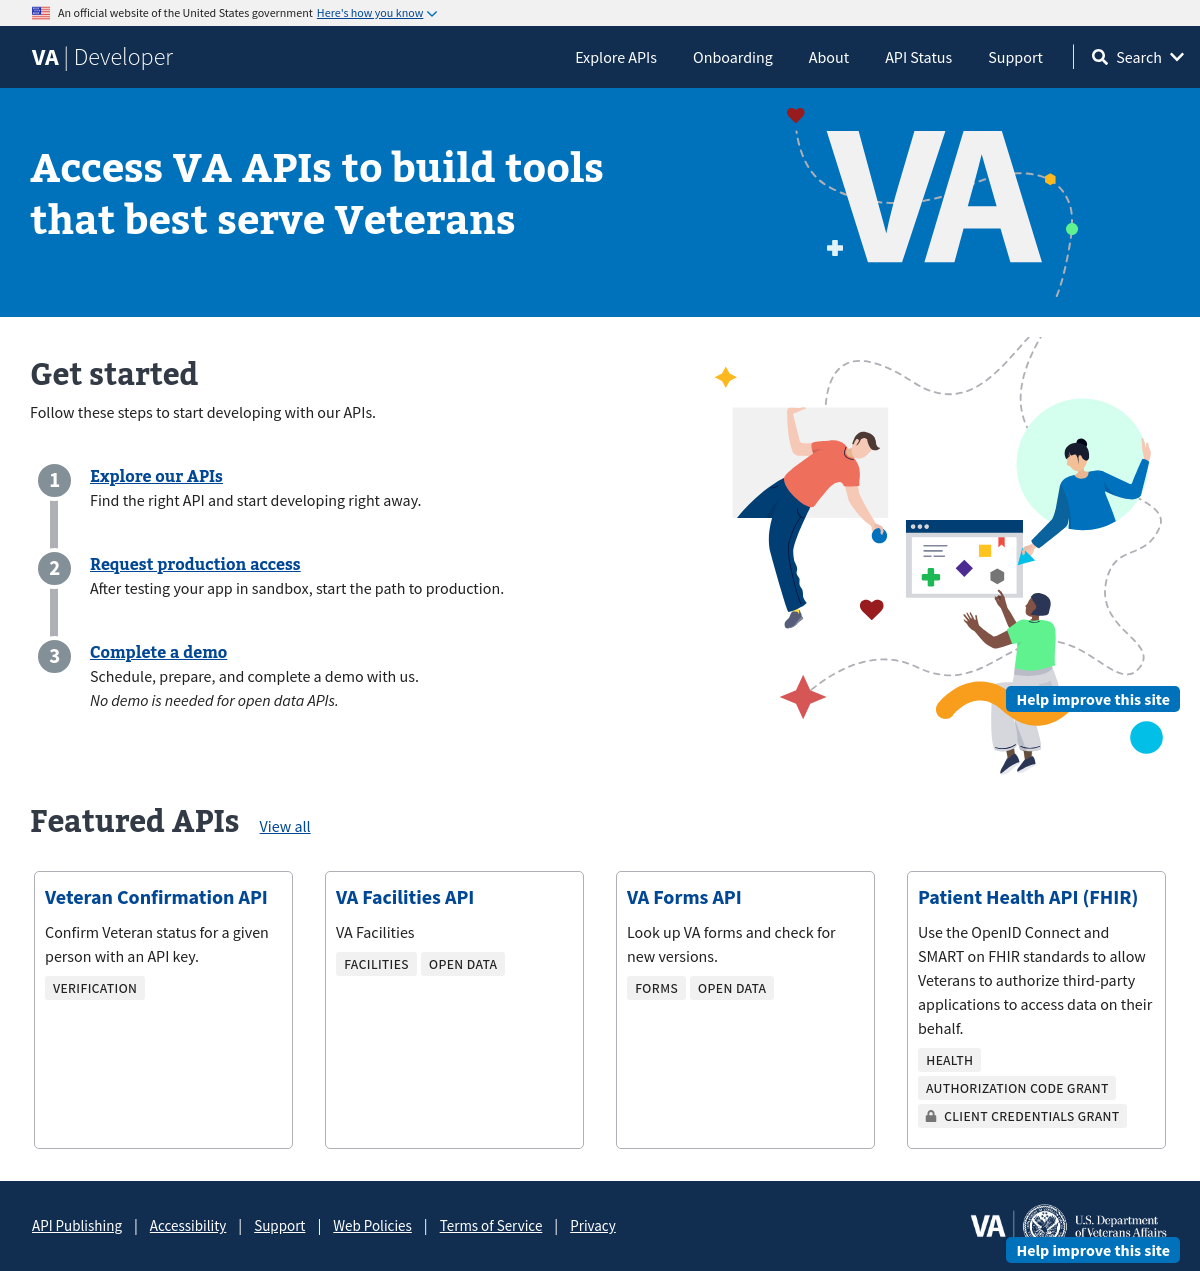 An official website of the United States government Here's how you know
VA | Developer
Explore APIs
Onboarding
About
API Status
Support
Search
Access VA APIs to build tools
that best serve Veterans
VA
Get started
Follow these steps to start developing with our APIs.
1
Explore our APIs
Find the right API and start developing right away.
2
Request production access
After testing your app in sandbox, start the path to production.
3
Complete a demo
Schedule, prepare, and complete a demo with us.
No demo is needed for open data APIs.
Help improve this site
Featured APIs
View all
Veteran Confirmation API
Confirm Veteran status for a given
person with an API key.
VERIFICATION
VA Facilities API
VA Facilities
FACILITIES
OPEN DATA
VA Forms API
Look up VA forms and check for
new versions.
FORMS
OPEN DATA
Patient Health API (FHIR)
Use the OpenID Connect and
SMART on FHIR standards to allow
Veterans to authorize third-party
applications to access data on their
behalf.
HEALTH
AUTHORIZATION CODE GRANT
CLIENT CREDENTIALS GRANT
API Publishing | Accessibility | Support | Web Policies | Terms of Service | Privacy
VA
U.S. Department
of Veterans Affairs
Help improve this site